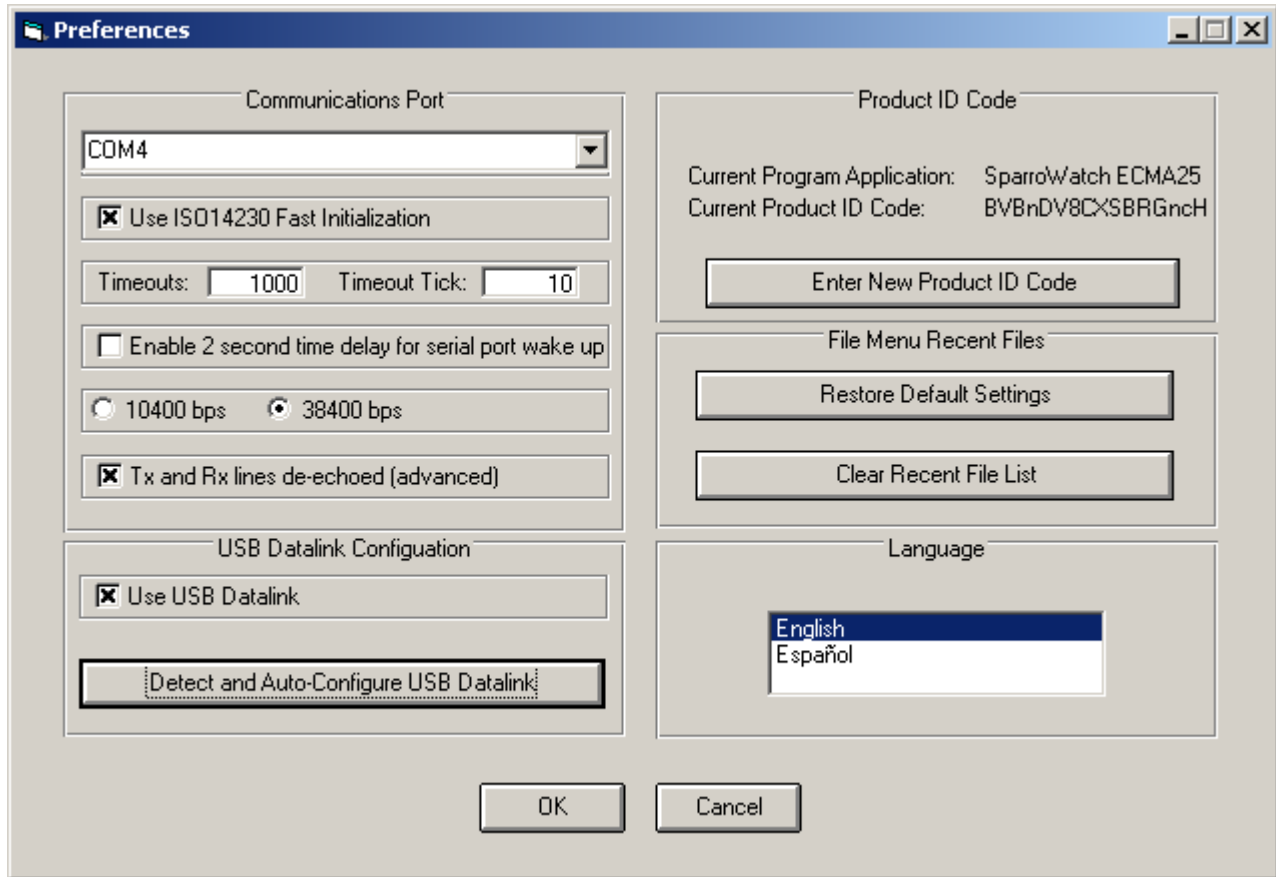 Preferences
Communications Port
COM4
Use ISO14230 Fast Initialization
Timeouts: 1000 Timeout Tick: 10
Enable 2 second time delay for serial port wake up
10400 bps 38400 bps
Tx and Rx lines de-echoed (advanced)
USB Datalink Configuation
Use USB Datalink
Detect and Auto-Configure USB Datalink
Product ID Code
Current Program Application: SparroWatch ECMA25
Current Product ID Code: BVBnDV8CXSBRGncH
Enter New Product ID Code
File Menu Recent Files
Restore Default Settings
Clear Recent File List
Language
English
Español
OK Cancel